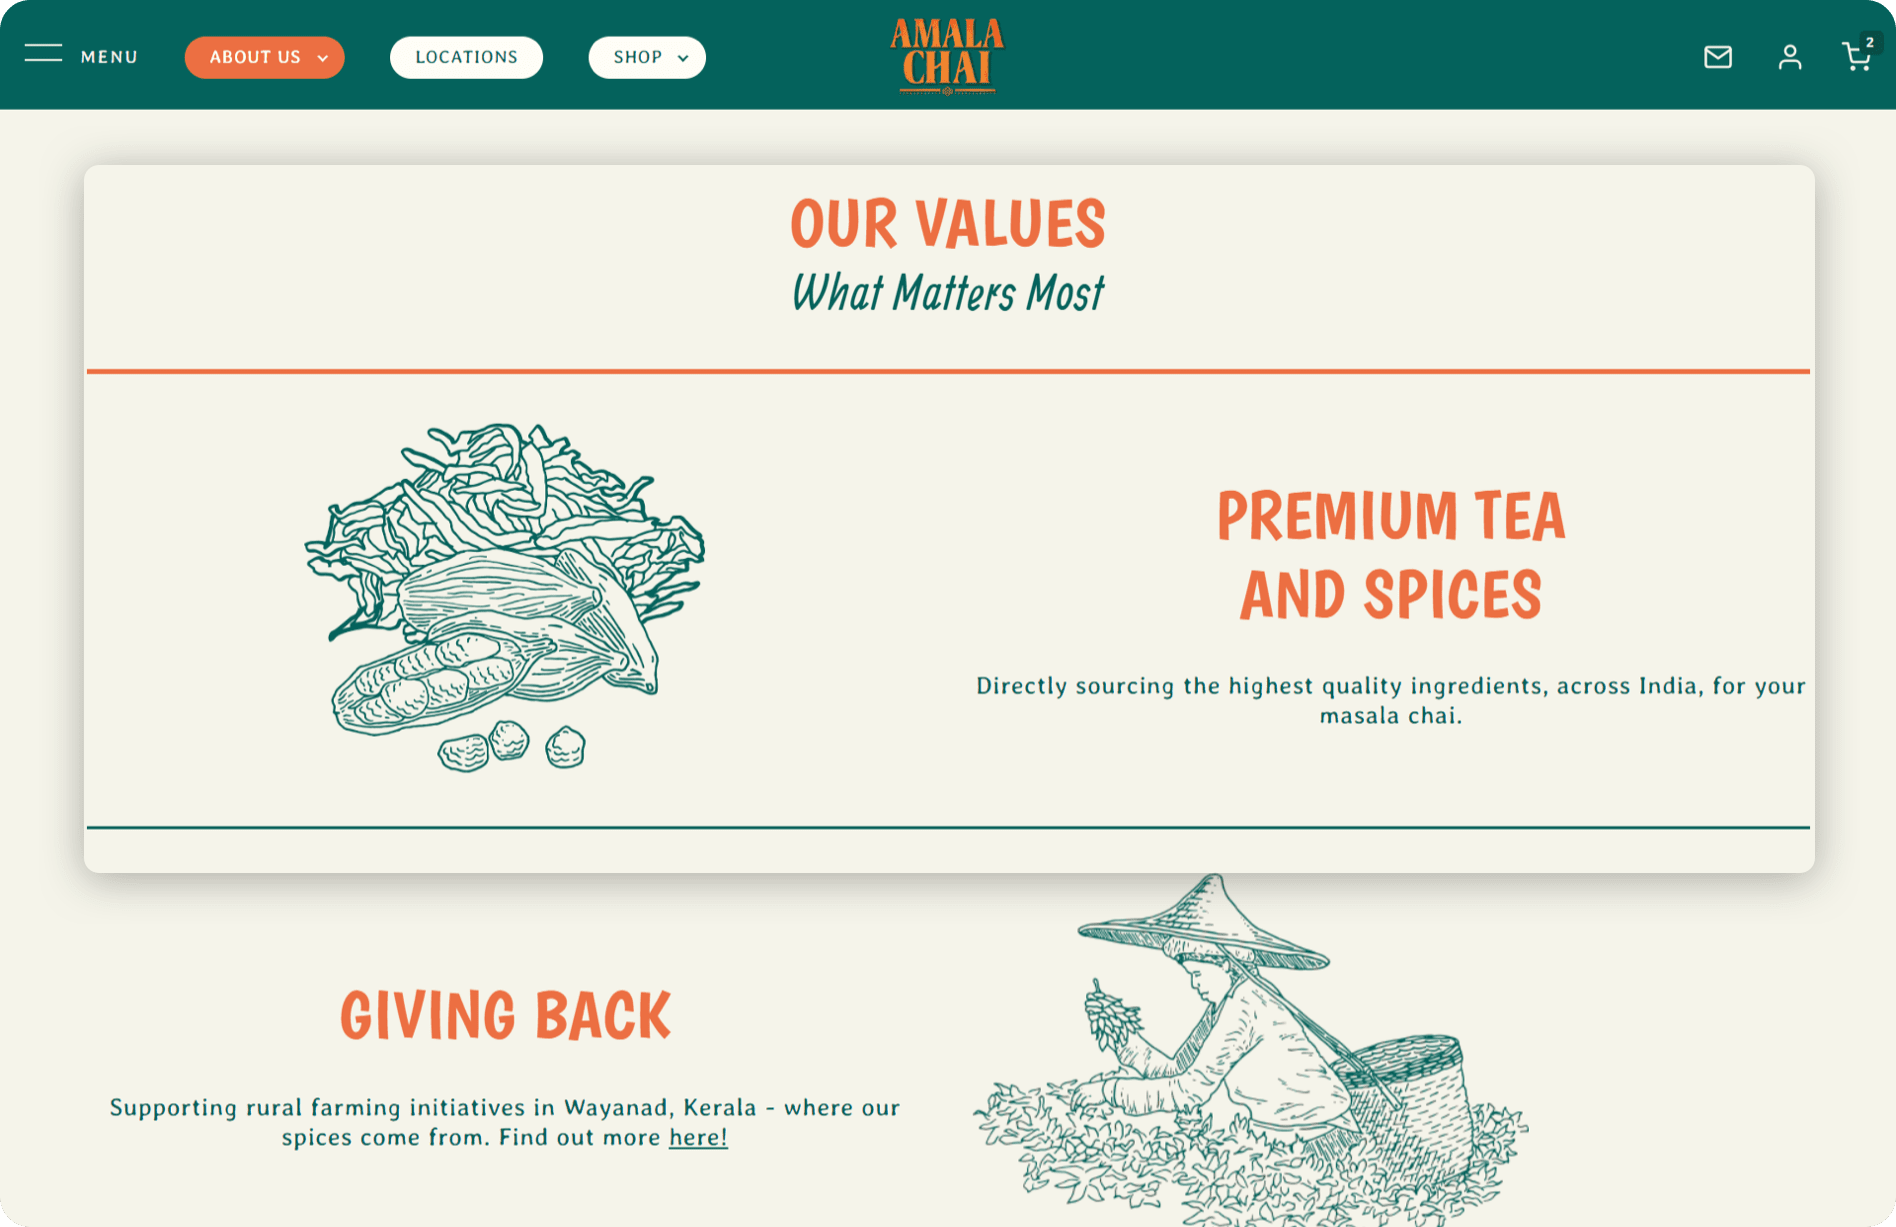 MENU
ABOUT US
LOCATIONS
SHOP
AMALA
CHAI
2
OUR VALUES
What Matters Most
PREMIUM TEA
AND SPICES
Directly sourcing the highest quality ingredients, across India, for your
masala chai.
GIVING BACK
Supporting rural farming initiatives in Wayanad, Kerala - where our
spices come from. Find out more here!